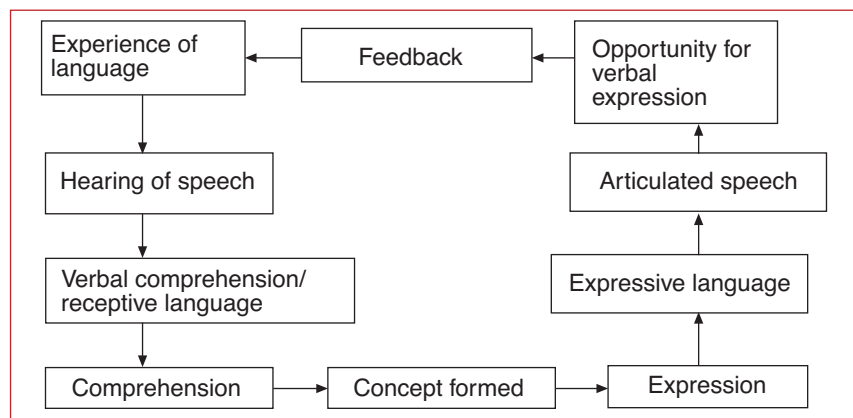 Experience of
language
Feedback
Opportunity for
verbal
expression
Hearing of speech
Articulated speech
Verbal comprehension/
receptive language
Expressive language
Comprehension
Concept formed
Expression